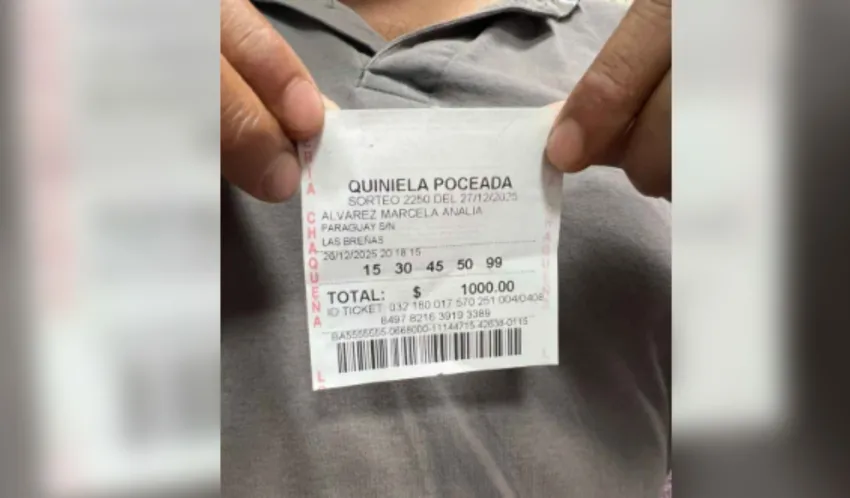 QUINIELA POCEADA
SORTEO 2250 DEL 27/12/2025
ALVAREZ MARCELA ANALIA
PARAGUAY S/N
LAS BREÑAS
26/12/2025 20:18:15
15 30 45 50 99
TOTAL: $ 1000.00
ID TICKET: 032 160 017 570 251 004/0408
8497 8216 3919 3389
CHAQUEÑA